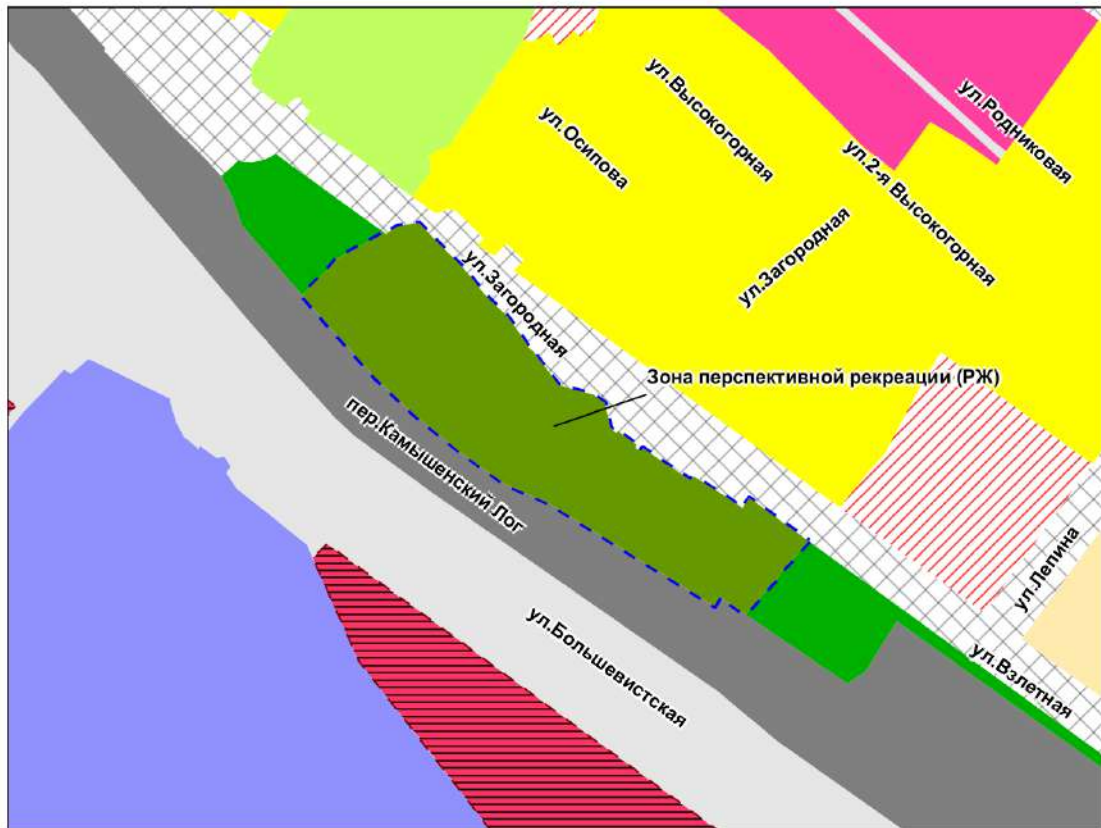 ул.Высокогорная
ул.Родниковая
ул.Осипова
ул.2-я Высокогорная
ул.Загородная
ул.Загородная
Зона перспективной рекреации (РЖ)
пер.Камышенский Лог
ул.Лепина
ул.Большевистская
ул.Взлетная